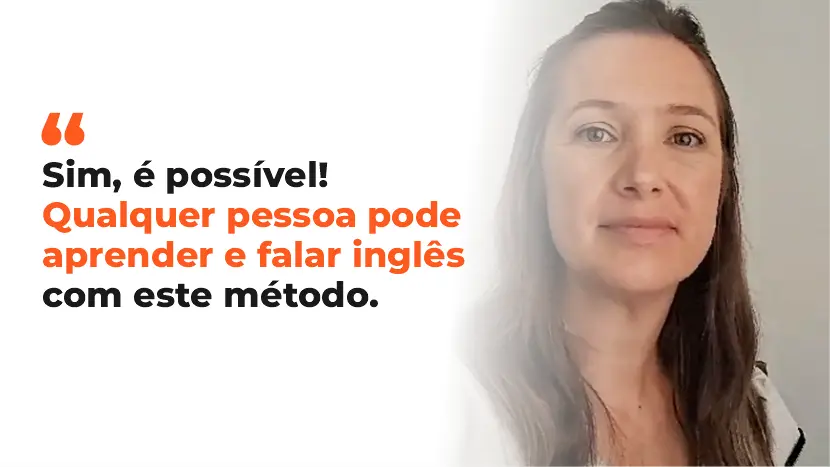 “
Sim, é possível!
Qualquer pessoa pode
aprender e falar inglês
com este método.